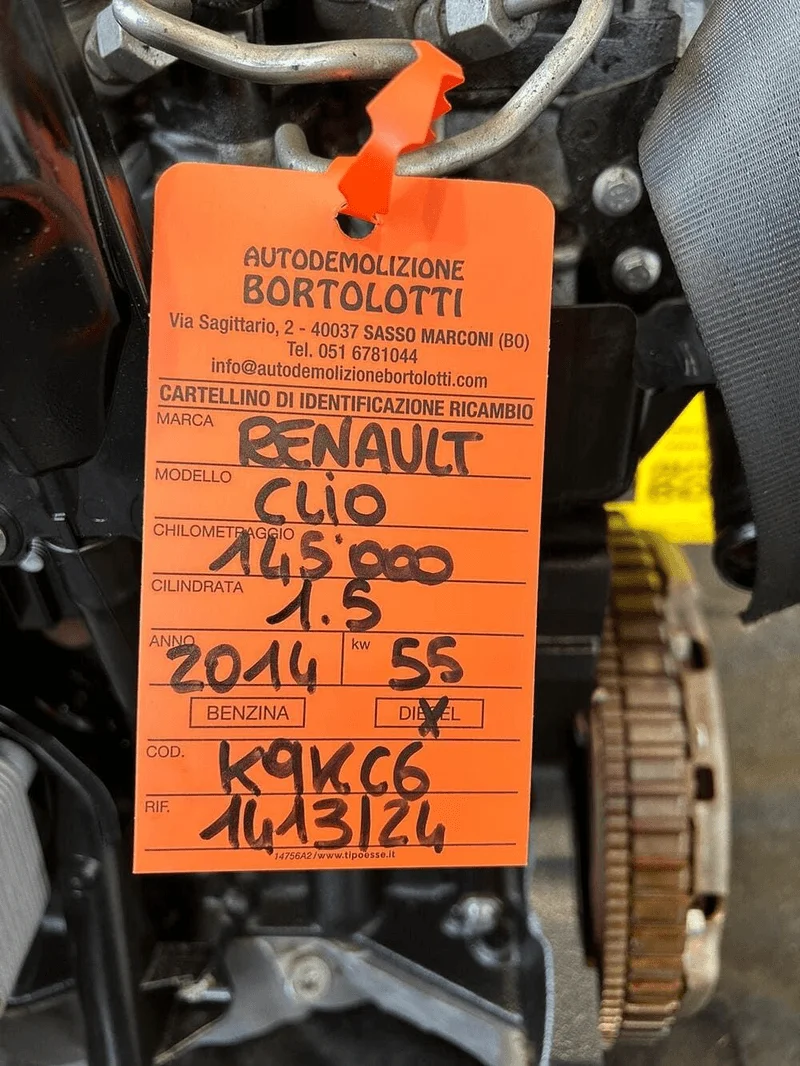 AUTODEMOLIZIONE
BORTOLOTTI
Via Sagittario, 2 - 40037 SASSO MARCONI (BO)
Tel. 051 6781044
info@autodemolizionebortolotti.com
CARTELLINO DI IDENTIFICAZIONE RICAMBIO
MARCA RENAULT
MODELLO CLiO
CHILOMETRAGGIO 145'000
CILINDRATA 1.5
ANNO 2014 kw 55
BENZINA DIESEL
COD. K9KC6
RIF. 1413/24
14756A2/www.tipoesse.it